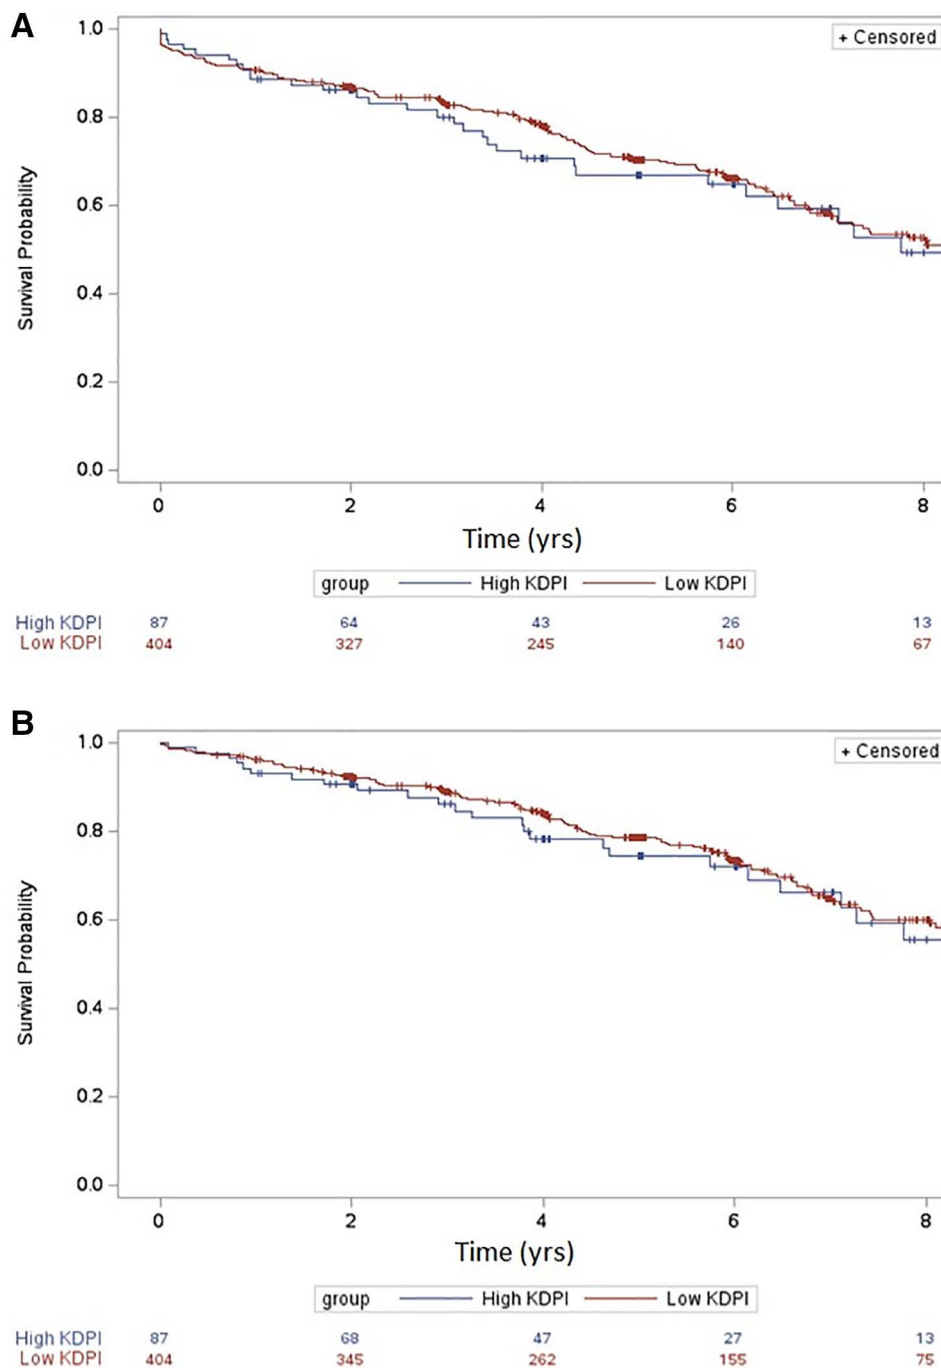 A
+ Censored
1.0
0.8
0.6
0.4
0.2
0.0
Survival Probability
0 2 4 6 8
Time (yrs)
group High KDPI Low KDPI
High KDPI 87 64 43 26 13
Low KDPI 404 327 245 140 67
B
+ Censored
1.0
0.8
0.6
0.4
0.2
0.0
Survival Probability
0 2 4 6 8
Time (yrs)
group High KDPI Low KDPI
High KDPI 87 68 47 27 13
Low KDPI 404 345 262 155 75